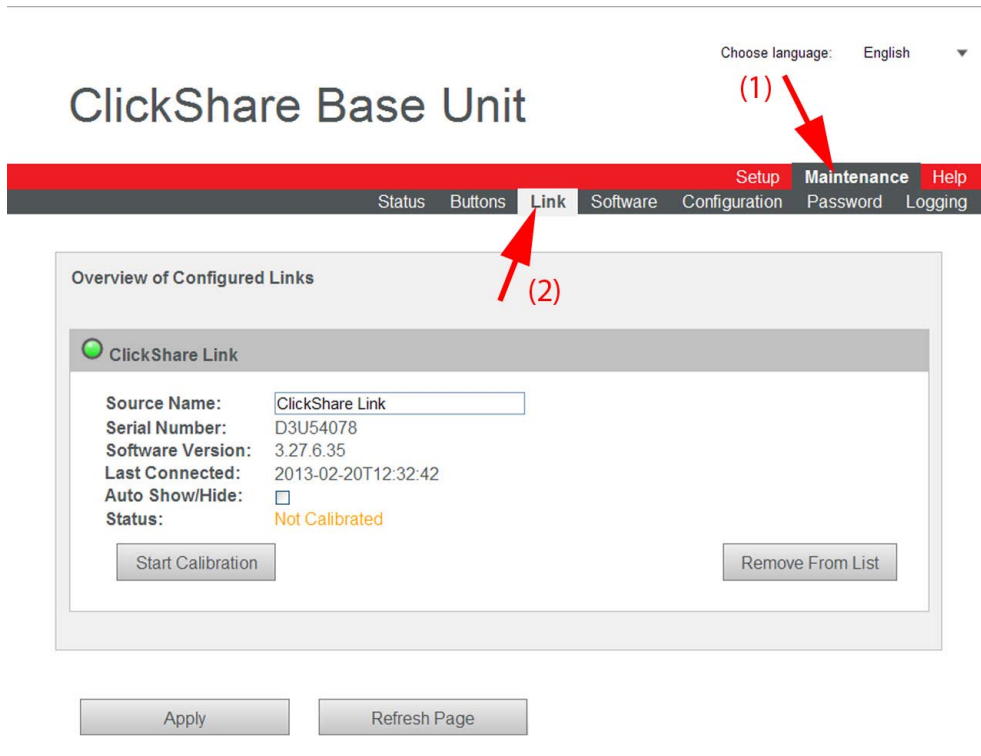 Choose language: English
(1)
ClickShare Base Unit
Setup Maintenance Help
Status Buttons Link Software Configuration Password Logging
(2)
Overview of Configured Links
ClickShare Link
Source Name: ClickShare Link
Serial Number: D3U54078
Software Version: 3.27.6.35
Last Connected: 2013-02-20T12:32:42
Auto Show/Hide:
Status: Not Calibrated
Start Calibration Remove From List
Apply Refresh Page